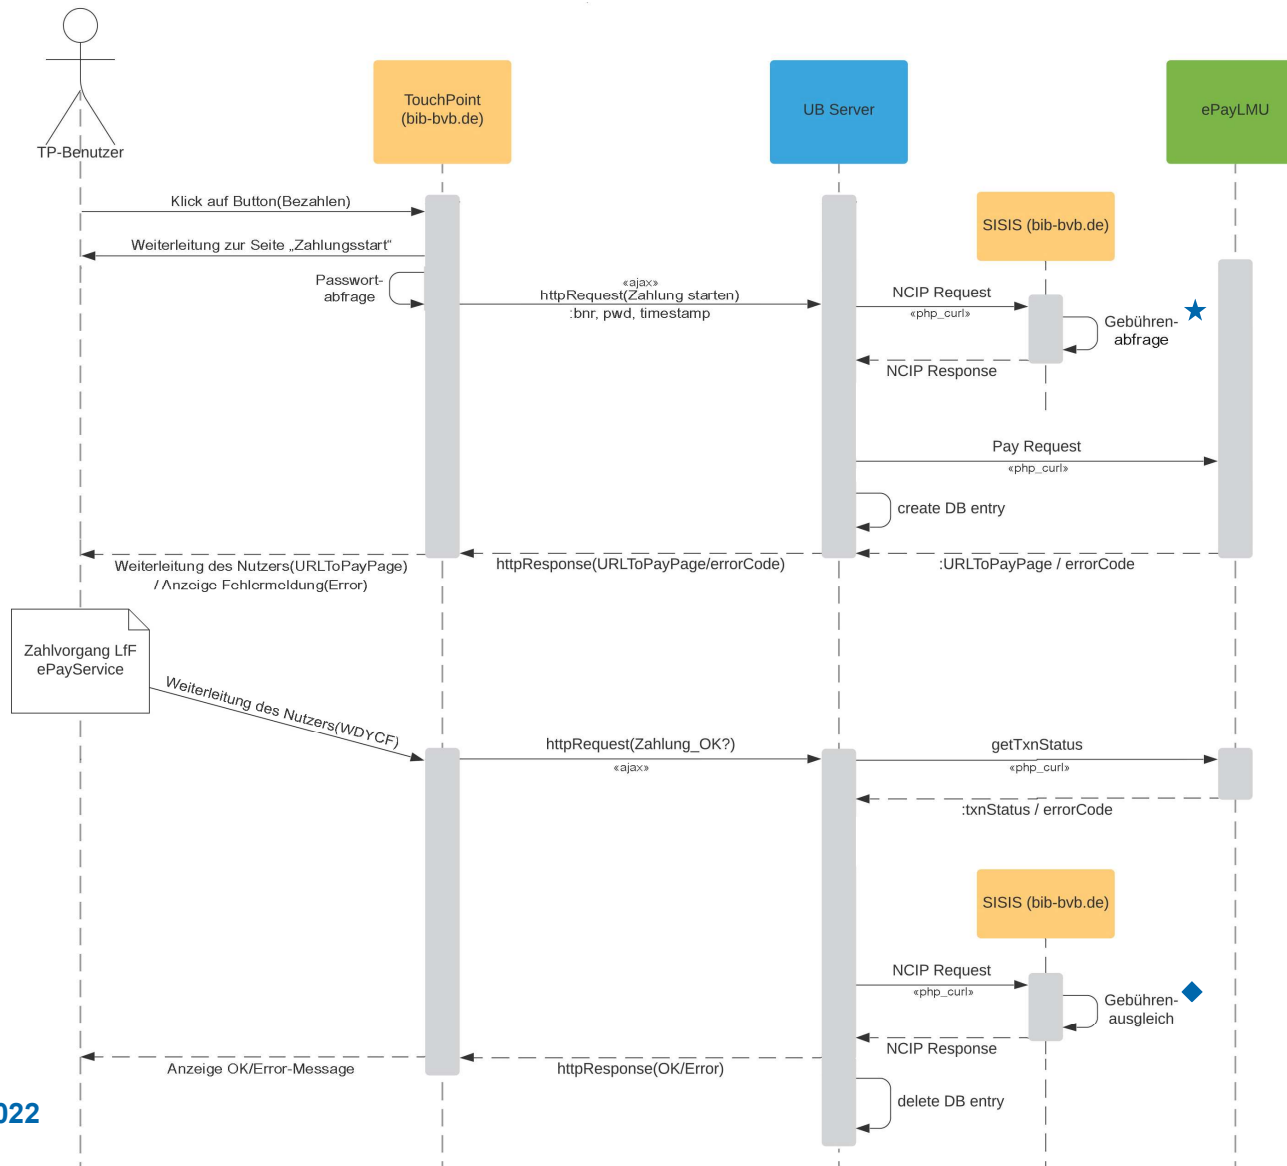 TouchPoint
(bib-bvb.de)
UB Server
ePayLMU
TP-Benutzer
Klick auf Button(Bezahlen)
SISIS (bib-bvb.de)
Weiterleitung zur Seite „Zahlungsstart“
Passwort-
abfrage
«ajax»
httpRequest(Zahlung starten)
:bnr, pwd, timestamp
NCIP Request
«php_curl»
Gebühren-
abfrage
NCIP Response
Pay Request
«php_curl»
create DB entry
Weiterleitung des Nutzers(URLToPayPage)
/ Anzeige Fehlermeldung(Error)
httpResponse(URLToPayPage/errorCode)
:URLToPayPage / errorCode
Zahlvorgang LfF
ePayService
Weiterleitung des Nutzers(WDYCF)
httpRequest(Zahlung_OK?)
«ajax»
getTxnStatus
«php_curl»
:txnStatus / errorCode
SISIS (bib-bvb.de)
NCIP Request
«php_curl»
Gebühren-
ausgleich
NCIP Response
Anzeige OK/Error-Message
httpResponse(OK/Error)
delete DB entry
022